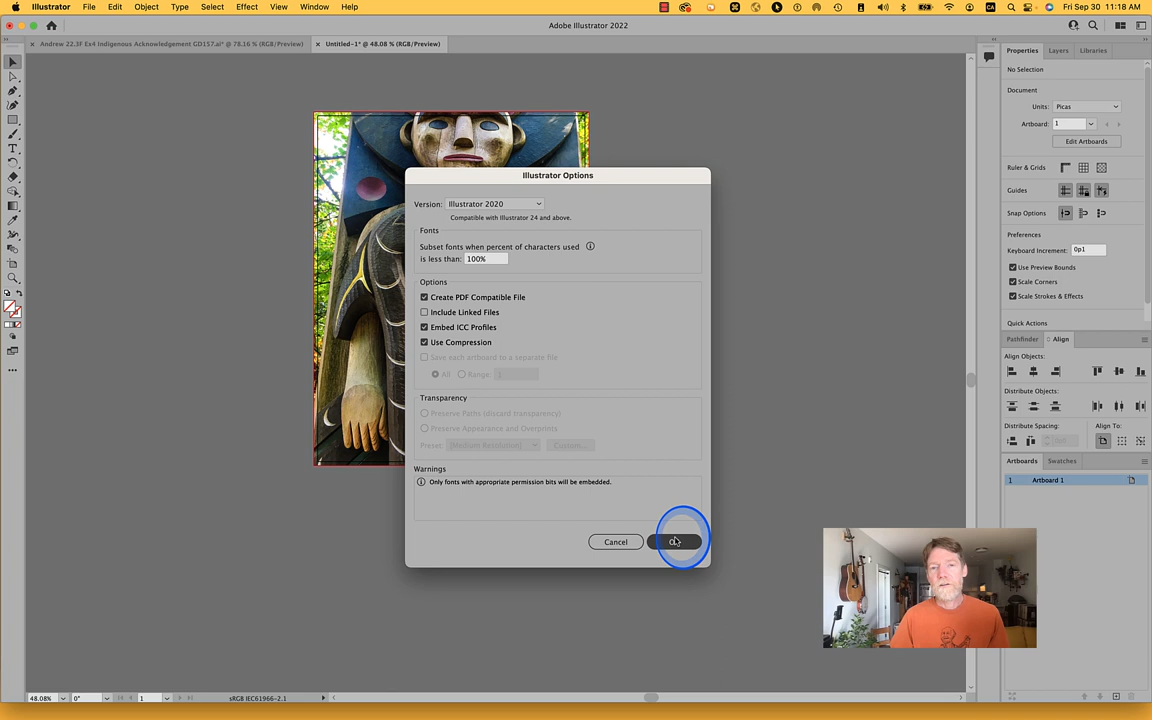 Illustrator File Edit Object Type Select Effect View Window Help
CA
Fri Sep 30 11:18 AM
Adobe Illustrator 2022
Andrew 22.3F Ex4 Indigenous Acknowledgement GD157.ai* @ 78.16 % (RGB/Preview)
Untitled-1* @ 48.08 % (RGB/Preview)
Properties Layers Libraries
No Selection
Document
Units: Picas
Artboard: 1
Edit Artboards
Ruler & Grids
Guides
Snap Options
Preferences
Keyboard Increment: 0p1
Use Preview Bounds
Scale Corners
Scale Strokes & Effects
Quick Actions
Pathfinder Align
Align Objects:
Distribute Objects:
Distribute Spacing: Align To:
Artboards Swatches
1 Artboard 1
Illustrator Options
Version: Illustrator 2020
Compatible with Illustrator 24 and above.
Fonts
Subset fonts when percent of characters used
is less than: 100%
Options
Create PDF Compatible File
Include Linked Files
Embed ICC Profiles
Use Compression
Save each artboard to a separate file
All Range: 1
Transparency
Preserve Paths (discard transparency)
Preserve Appearance and Overprints
Preset: [Medium Resolution] Custom...
Warnings
Only fonts with appropriate permission bits will be embedded.
Cancel
48.08% 0° 1 sRGB IEC61966-2.1